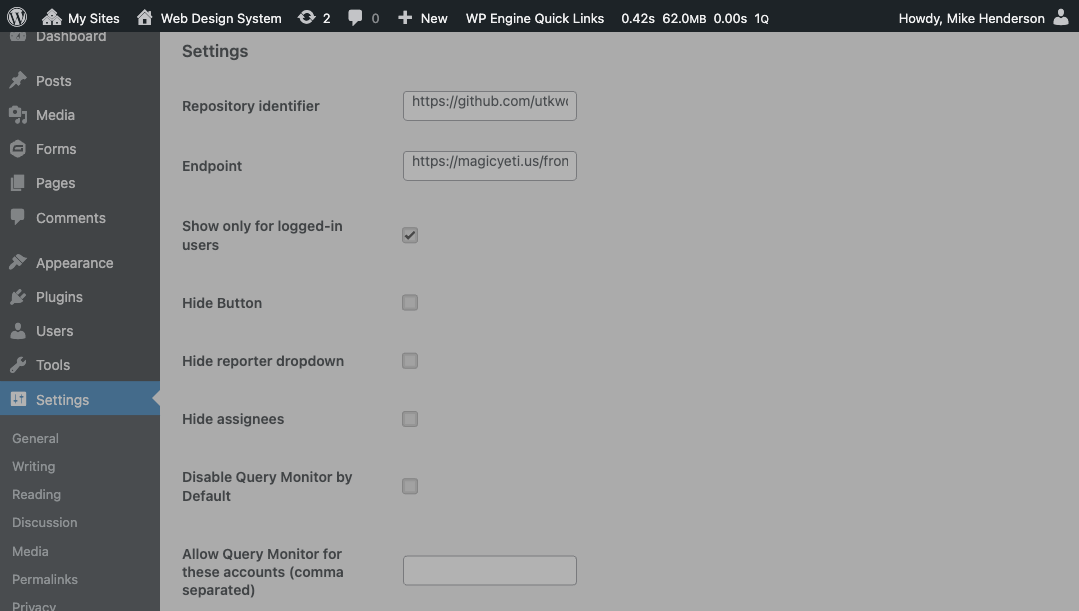 My Sites Web Design System 2 0 New WP Engine Quick Links 0.42s 62.0MB 0.00s 1Q Howdy, Mike Henderson
Dashboard
Posts
Media
Forms
Pages
Comments
Appearance
Plugins
Users
Tools
Settings
General
Writing
Reading
Discussion
Media
Permalinks
Privacy
Settings
Repository identifier
https://github.com/utkw
Endpoint
https://magicyeti.us/fron
Show only for logged-in
users
Hide Button
Hide reporter dropdown
Hide assignees
Disable Query Monitor by
Default
Allow Query Monitor for
these accounts (comma
separated)